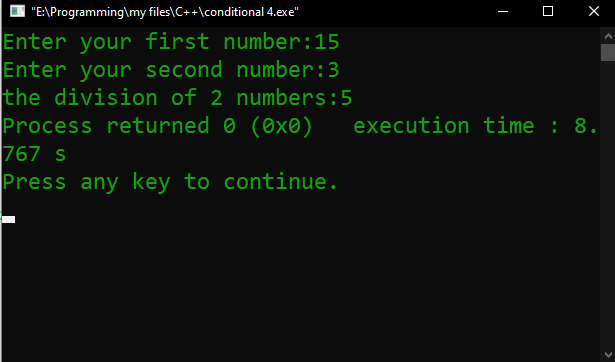 "E:\Programming\my files\C++\conditional 4.exe"
Enter your first number:15
Enter your second number:3
the division of 2 numbers:5
Process returned 0 (0x0)   execution time : 8.
767 s
Press any key to continue.